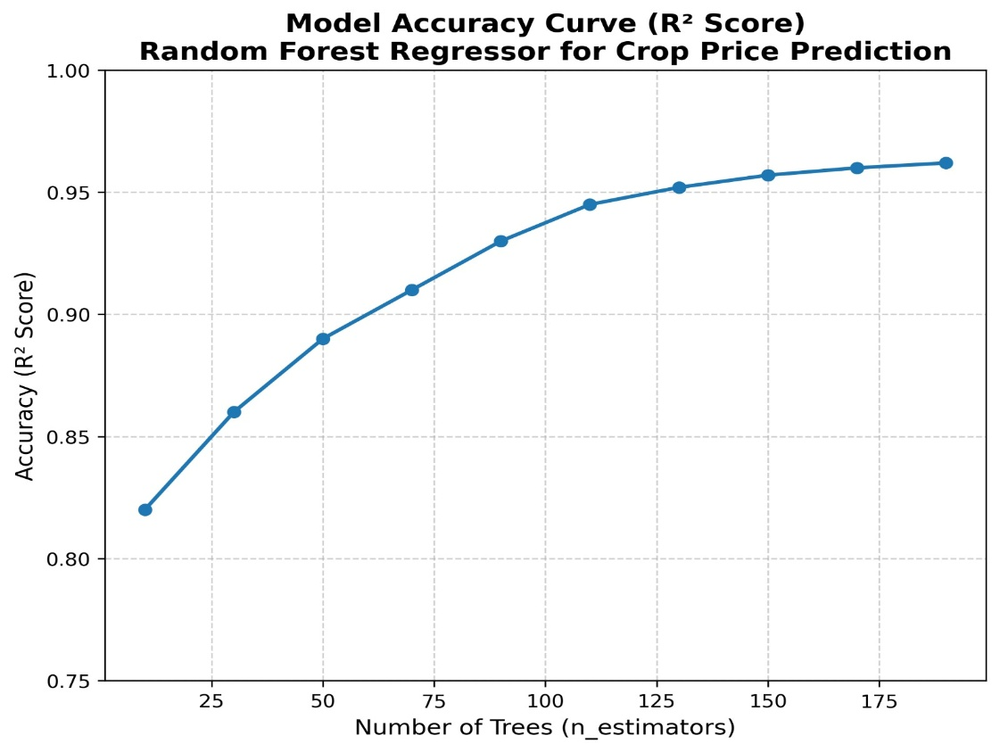 Model Accuracy Curve (R² Score)
Random Forest Regressor for Crop Price Prediction
1.00
0.95
0.90
0.85
0.80
0.75
Accuracy (R² Score)
25 50 75 100 125 150 175
Number of Trees (n_estimators)